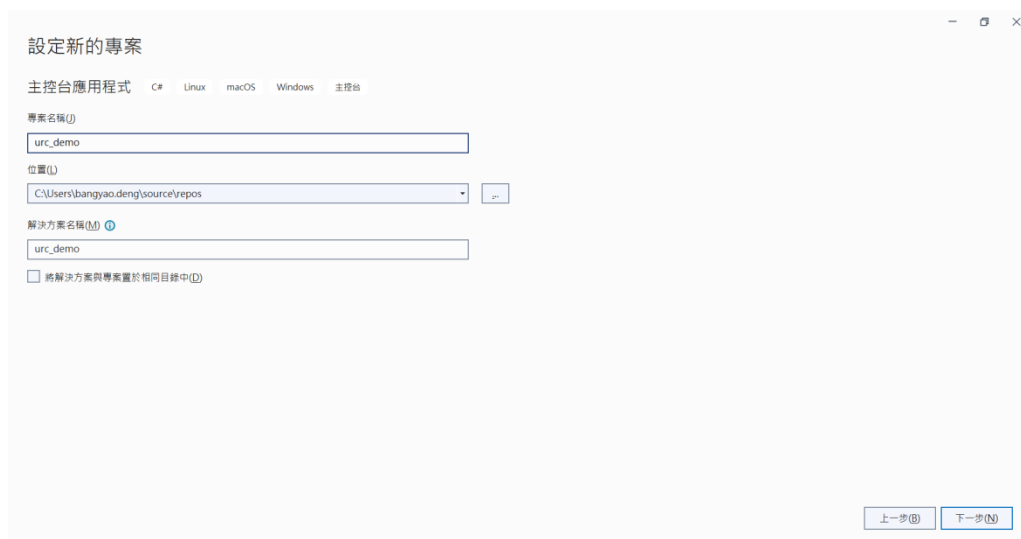 設定新的專案
主控台應用程式 C# Linux macOS Windows 主控台
專案名稱(J)
urc_demo
位置(L)
C:\Users\bangyao.deng\source\repos
...
解決方案名稱(M)
urc_demo
將解決方案與專案置於相同目錄中(D)
上一步(B) 下一步(N)